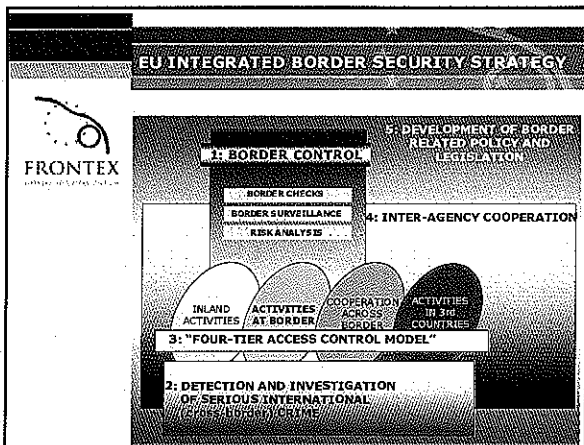 EU INTEGRATED BORDER SECURITY STRATEGY
FRONTEX
1: BORDER CONTROL
BORDER CHECKS
BORDER SURVEILLANCE
RISK ANALYSIS
5: DEVELOPMENT OF BORDER
RELATED POLICY AND
LEGISLATION
4: INTER-AGENCY COOPERATION
INLAND
ACTIVITIES
ACTIVITIES
AT BORDER
COOPERATION
ACROSS
BORDER
ACTIVITIES
IN 3rd
COUNTRIES
3: "FOUR-TIER ACCESS CONTROL MODEL"
2: DETECTION AND INVESTIGATION
OF SERIOUS INTERNATIONAL
(cross-border) CRIME